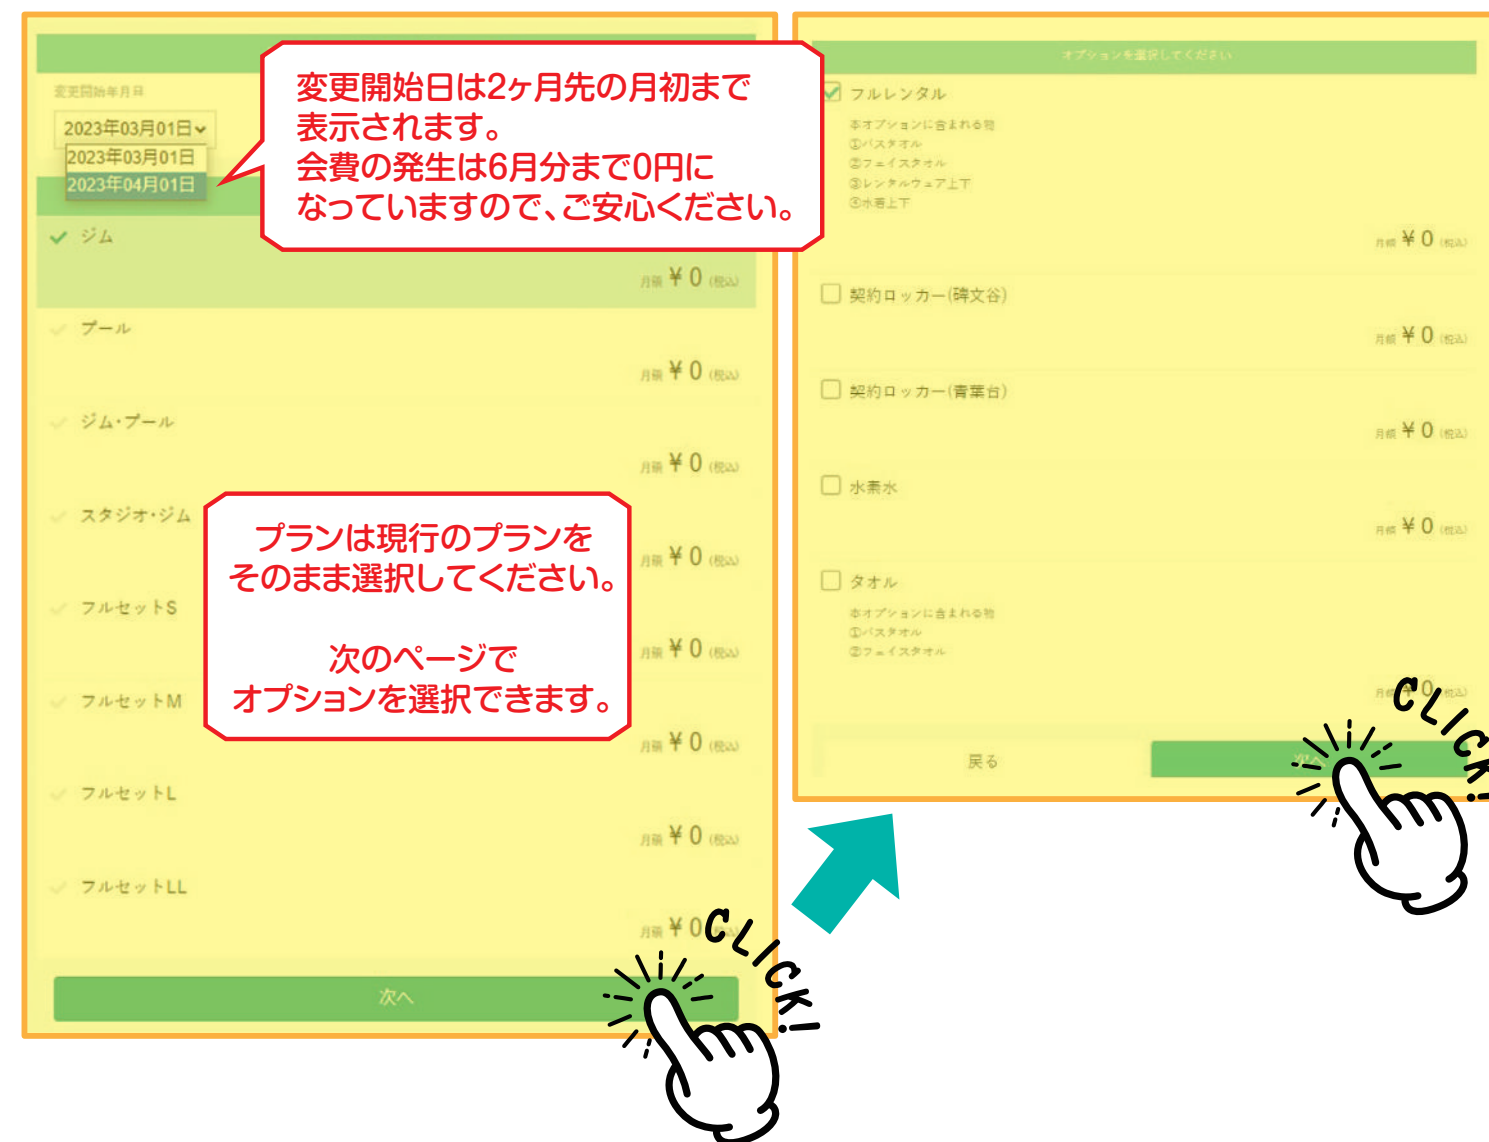 変更開始年月日
2023年03月01日
2023年03月01日
2023年04月01日
変更開始日は2ヶ月先の月初まで
表示されます。
会費の発生は6月分まで0円に
なっていますので、ご安心ください。
ジム
月額 ¥ 0 (税込)
プール
月額 ¥ 0 (税込)
ジム・プール
月額 ¥ 0 (税込)
スタジオ・ジム
月額 ¥ 0 (税込)
フルセットS
月額 ¥ 0 (税込)
フルセットM
月額 ¥ 0 (税込)
フルセットL
月額 ¥ 0 (税込)
フルセットLL
月額 ¥ 0
プランは現行のプランを
そのまま選択してください。
次のページで
オプションを選択できます。
次へ
CLICK!
オプションを選択してください
フルレンタル
本オプションに含まれる物
①バスタオル
②フェイスタオル
③レンタルウェア上下
④水着上下
月額 ¥ 0 (税込)
契約ロッカー(碑文谷)
月額 ¥ 0 (税込)
契約ロッカー(青葉台)
月額 ¥ 0 (税込)
水素水
月額 ¥ 0 (税込)
タオル
本オプションに含まれる物
①バスタオル
②フェイスタオル
月額 ¥ 0 (税込)
戻る
次へ
CLICK!